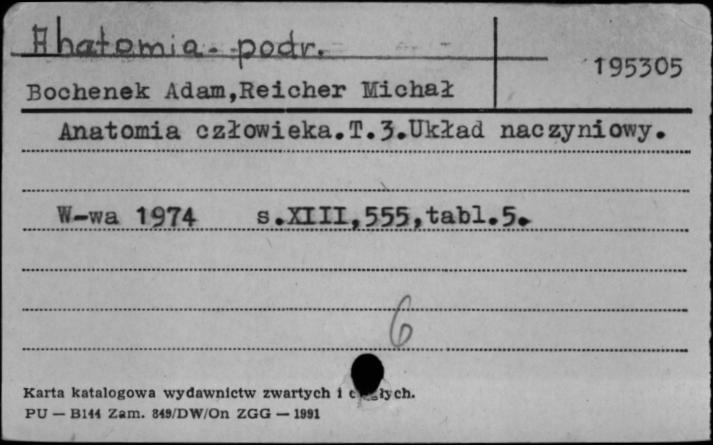 Anatomia - podr.
195305
Bochenek Adam,Reicher Michał
Anatomia człowieka.T.3.Układ naczyniowy.
W-wa 1974 s.XIII,555,tabl.5.
6
Karta katalogowa wydawnictw zwartych i
PU — B144 Zam. 849/DW/On ZGG — 1991